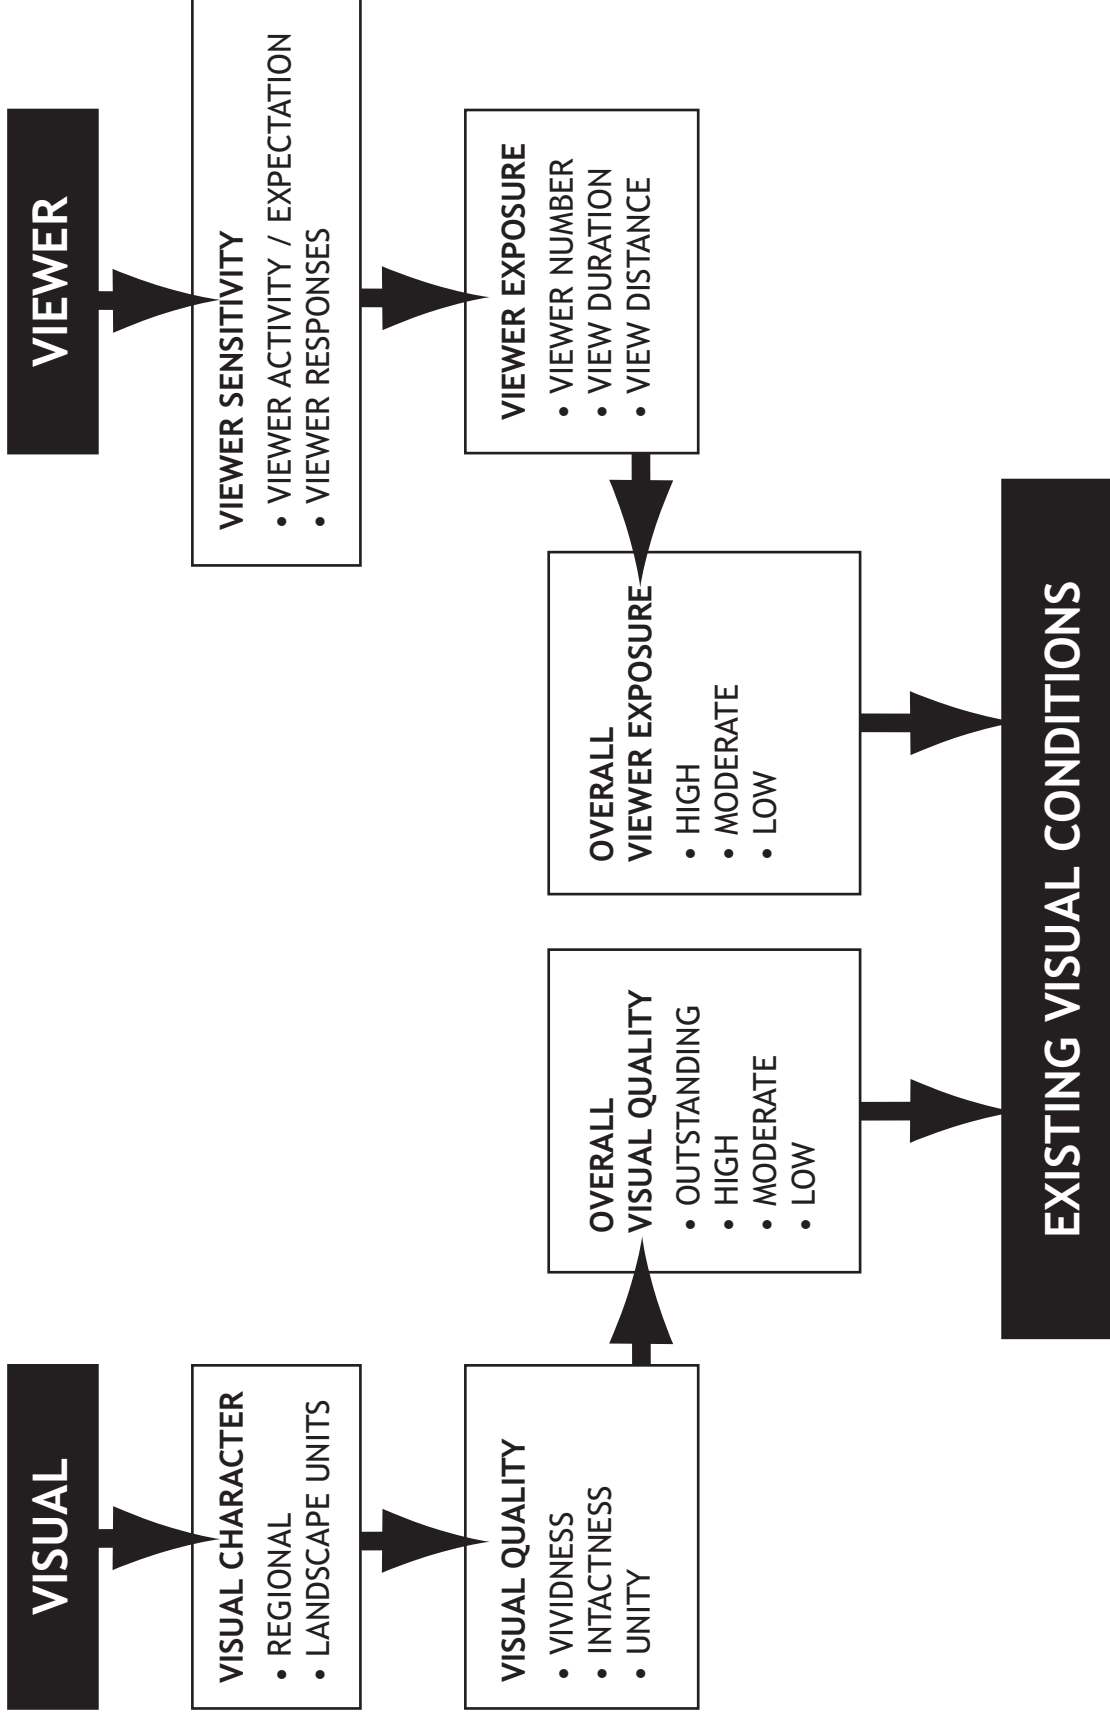 VISUAL
VISUAL CHARACTER
• REGIONAL
• LANDSCAPE UNITS
VISUAL QUALITY
• VIVIDNESS
• INTACTNESS
• UNITY
OVERALL
VISUAL QUALITY
• OUTSTANDING
• HIGH
• MODERATE
• LOW
VIEWER
VIEWER SENSITIVITY
• VIEWER ACTIVITY / EXPECTATION
• VIEWER RESPONSES
VIEWER EXPOSURE
• VIEWER NUMBER
• VIEW DURATION
• VIEW DISTANCE
OVERALL
VIEWER EXPOSURE
• HIGH
• MODERATE
• LOW
EXISTING VISUAL CONDITIONS